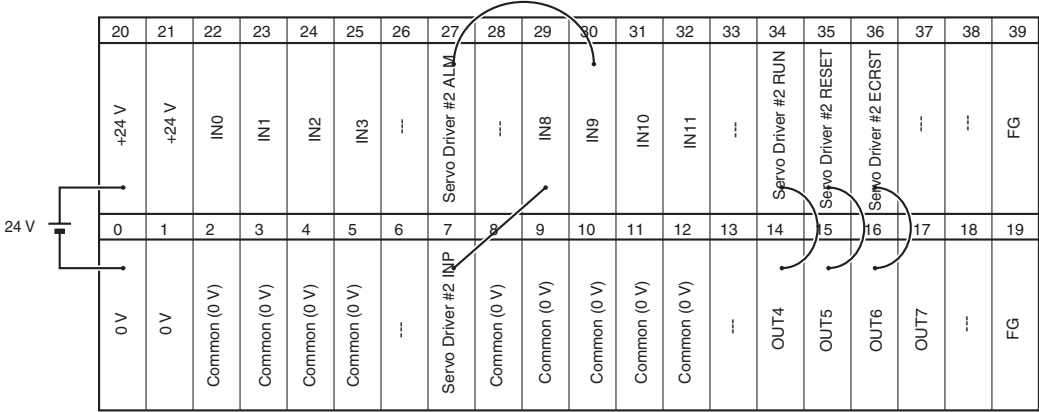 20 21 22 23 24 25 26 27 28 29 30 31 32 33 34 35 36 37 38 39
+24 V
+24 V
IN0
IN1
IN2
IN3
---
Servo Driver #2 ALM
---
IN8
IN9
IN10
IN11
---
Servo Driver #2 RUN
Servo Driver #2 RESET
Servo Driver #2 ECRST
---
---
FG
24 V
0 1 2 3 4 5 6 7 8 9 10 11 12 13 14 15 16 17 18 19
0 V
0 V
Common (0 V)
Common (0 V)
Common (0 V)
Common (0 V)
---
Servo Driver #2 INP
Common (0 V)
Common (0 V)
Common (0 V)
Common (0 V)
Common (0 V)
---
OUT4
OUT5
OUT6
OUT7
---
FG